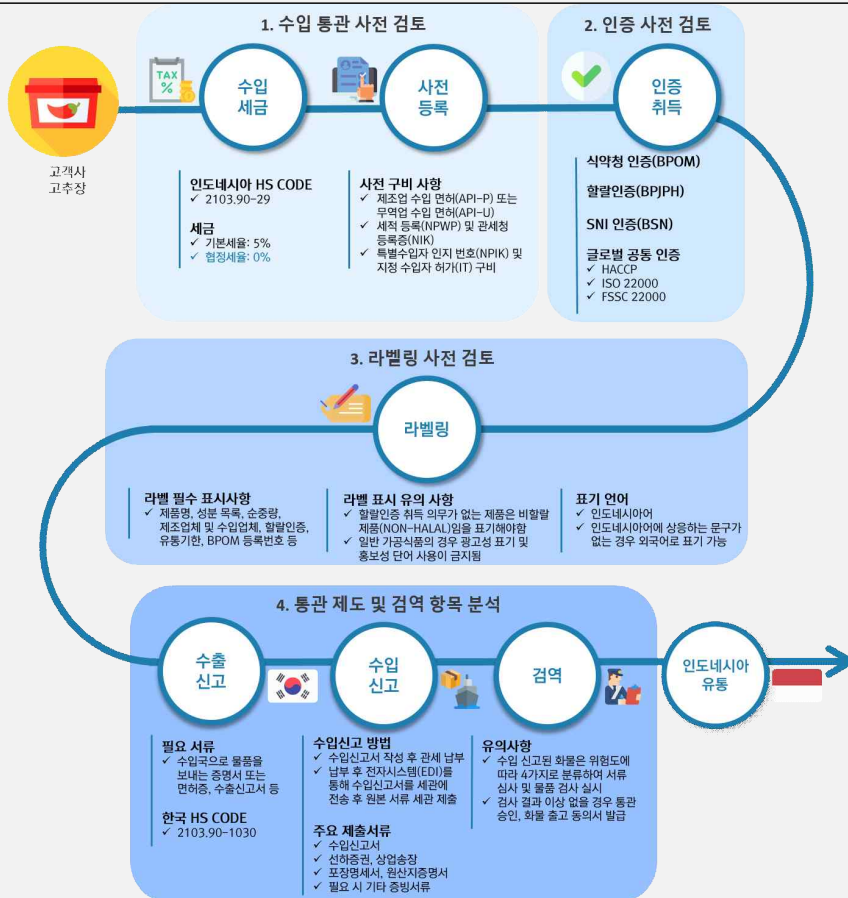 1. 수입 통관 사전 검토
TAX
%
수입
세금
사전
등록
고객사
고추장
인도네시아 HS CODE
✓ 2103.90-29
세금
✓ 기본세율: 5%
✓ 협정세율: 0%
사전 구비 사항
✓ 제조업 수입 면허(API-P) 또는
무역업 수입 면허(API-U)
✓ 세적 등록(NPWP) 및 관세청
등록증(NIK)
✓ 특별수입자 인지 번호(NPIK) 및
지정 수입자 허가(IT) 구비
2. 인증 사전 검토
인증
취득
식약청 인증(BPOM)
할랄인증(BPJPH)
SNI 인증(BSN)
글로벌 공통 인증
✓ HACCP
✓ ISO 22000
✓ FSSC 22000
3. 라벨링 사전 검토
라벨링
라벨 필수 표시사항
✓ 제품명, 성분 목록, 순중량,
제조업체 및 수입업체, 할랄인증,
유통기한, BPOM 등록번호 등
라벨 표시 유의 사항
✓ 할랄인증 취득 의무가 없는 제품은 비할랄
제품(NON-HALAL)임을 표기해야함
✓ 일반 가공식품의 경우 광고성 표기 및
홍보성 단어 사용이 금지됨
표기 언어
✓ 인도네시아어
✓ 인도네시아어에 상응하는 문구가
없는 경우 외국어로 표기 가능
4. 통관 제도 및 검역 항목 분석
수출
신고
수입
신고
검역
인도네시아
유통
필요 서류
✓ 수입국으로 물품을
보내는 증명서 또는
면허증, 수출신고서 등
한국 HS CODE
✓ 2103.90-1030
수입신고 방법
✓ 수입신고서 작성 후 관세 납부
✓ 납부 후 전자시스템(EDI)를
통해 수입신고서를 세관에
전송 후 원본 서류 세관 제출
주요 제출서류
✓ 수입신고서
✓ 선하증권, 상업송장
✓ 포장명세서, 원산지증명서
✓ 필요 시 기타 증빙서류
유의사항
✓ 수입 신고된 화물은 위험도에
따라 4가지로 분류하여 서류
심사 및 물품 검사 실시
✓ 검사 결과 이상 없을 경우 통관
승인, 화물 출고 동의서 발급